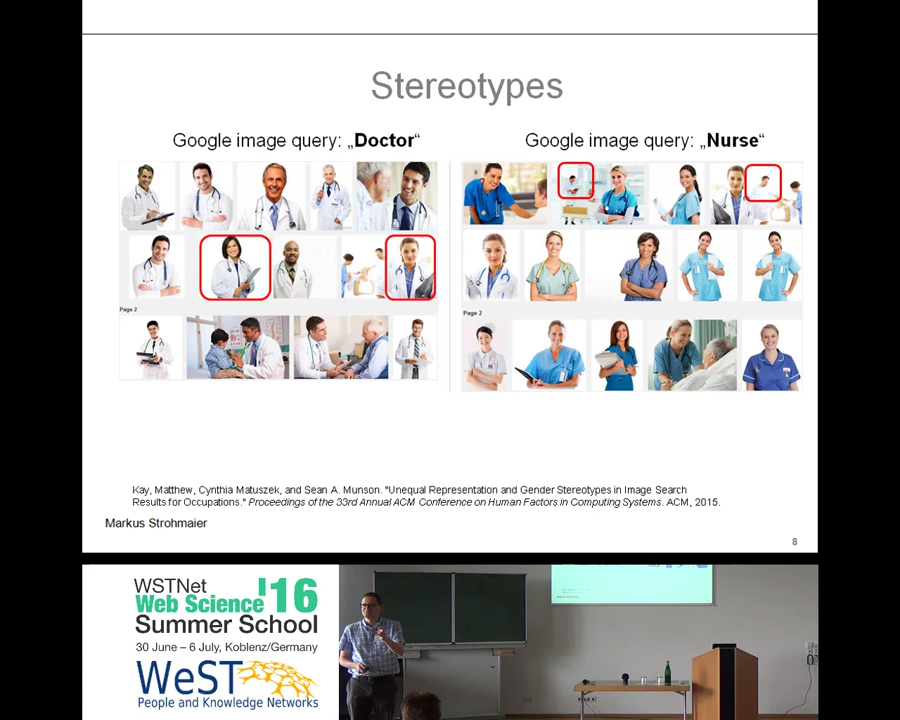 Stereotypes
Google image query: „Doctor“
Google image query: „Nurse“
Page 2
Page 2
Kay, Matthew, Cynthia Matuszek, and Sean A. Munson. "Unequal Representation and Gender Stereotypes in Image Search
Results for Occupations." Proceedings of the 33rd Annual ACM Conference on Human Factors in Computing Systems. ACM, 2015.
Markus Strohmaier
8
WSTNet
Web Science '16
Summer School
30 June – 6 July, Koblenz/Germany
WeST
People and Knowledge Networks